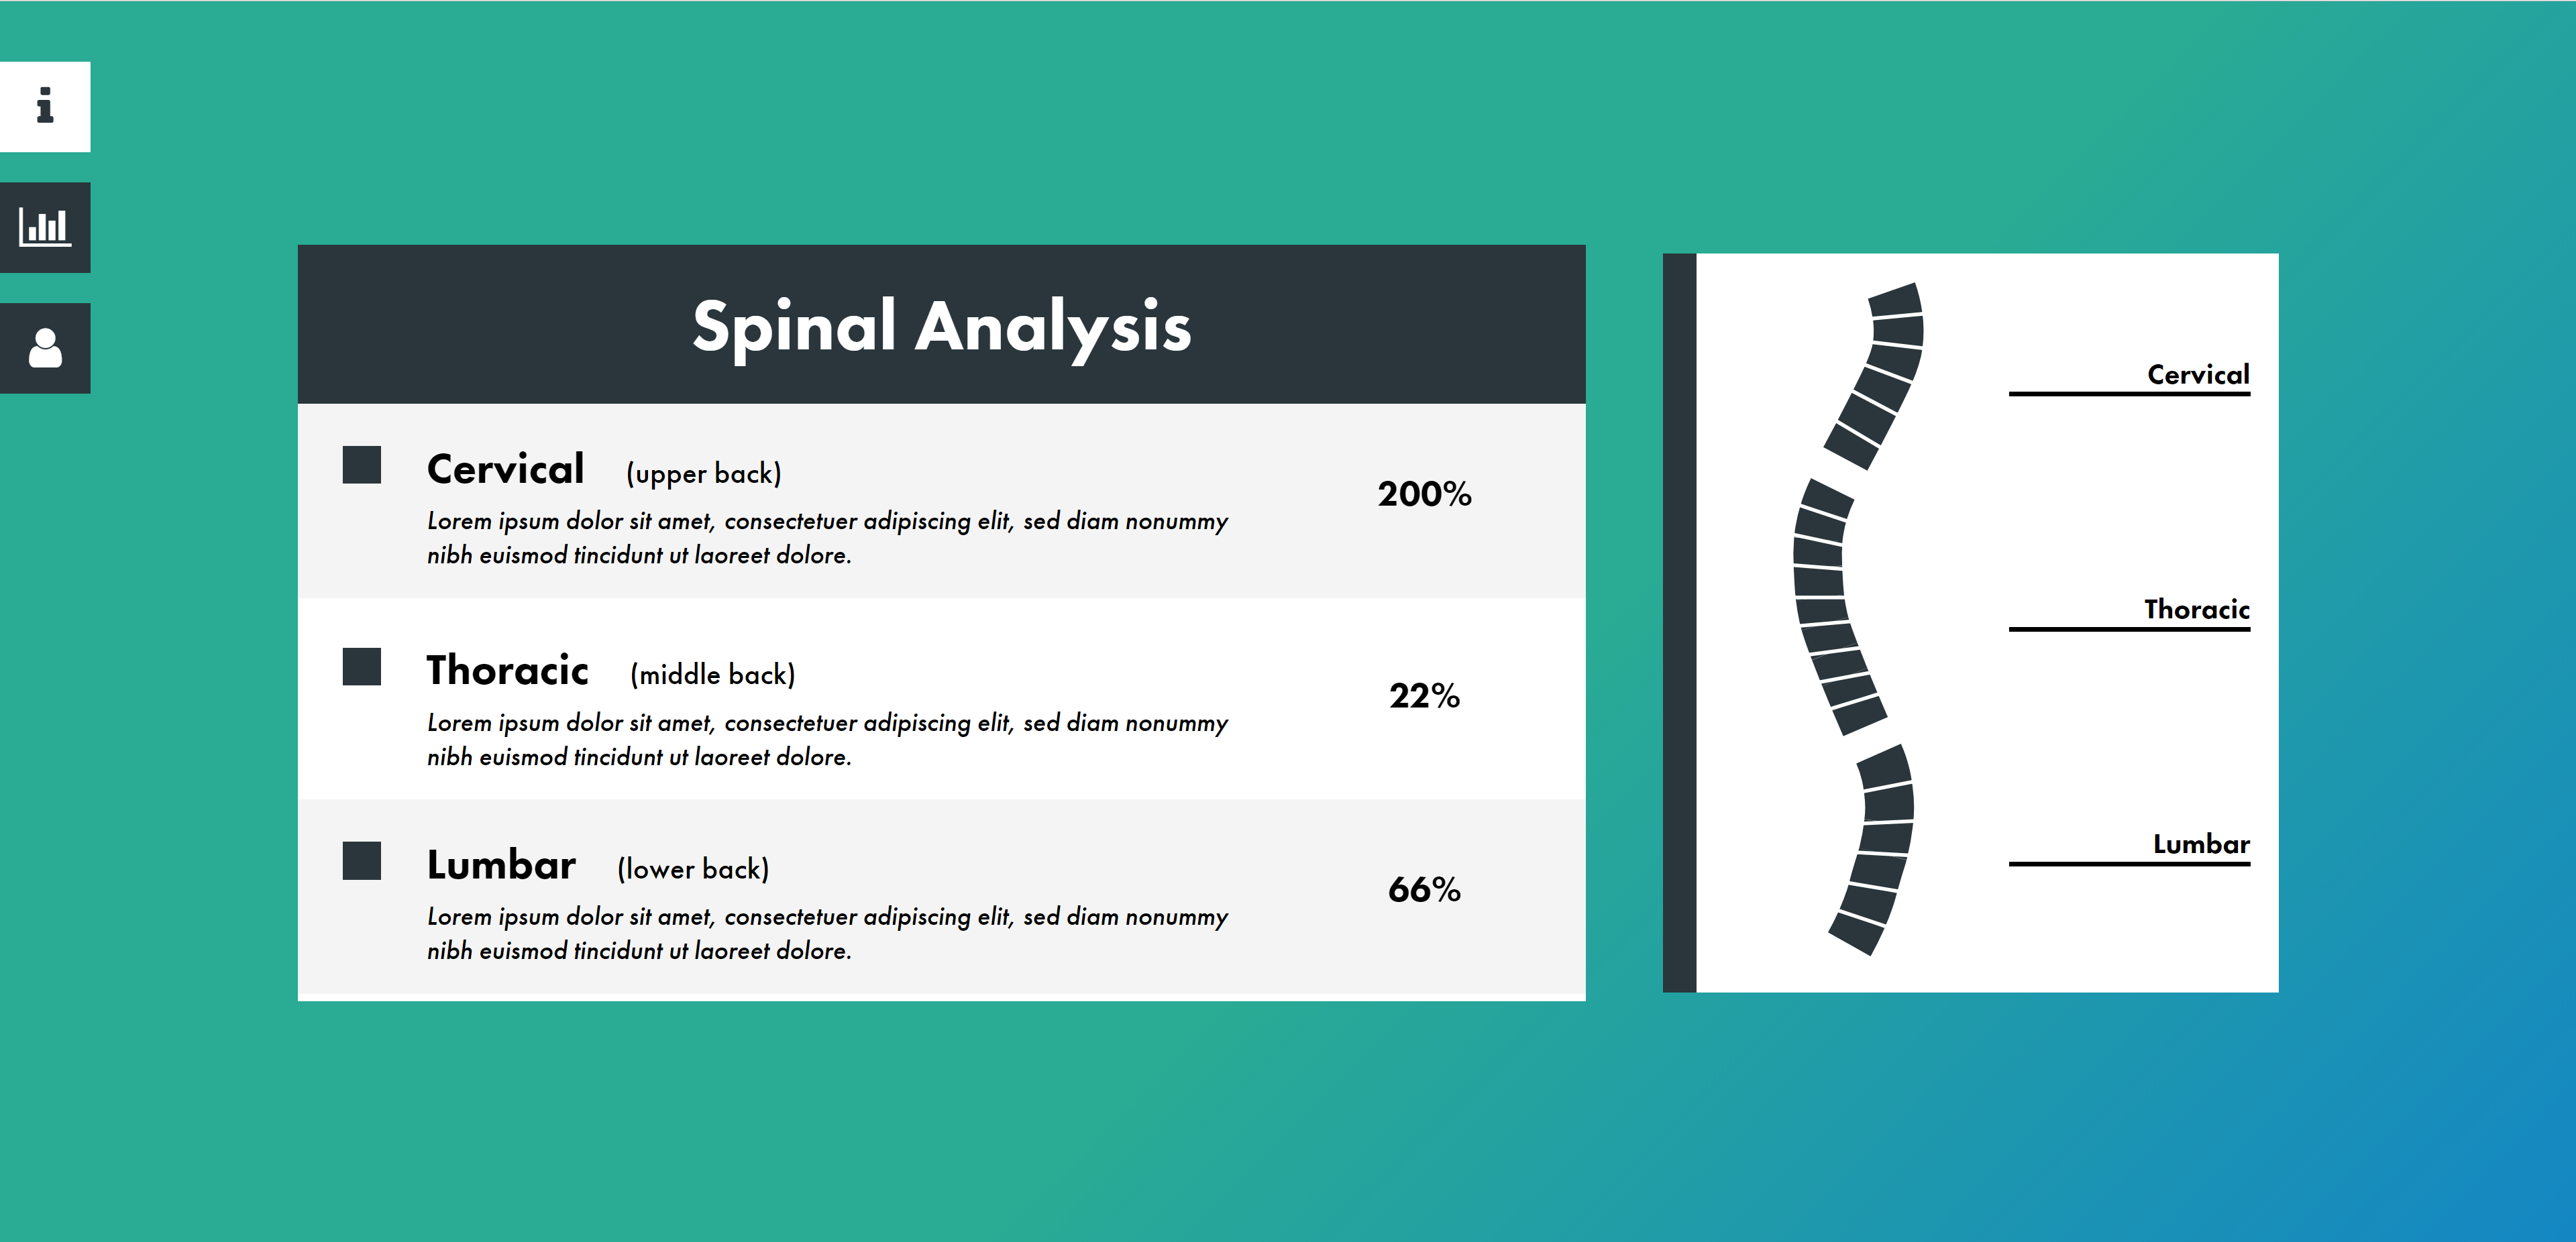 Spinal Analysis
Cervical (upper back)
Lorem ipsum dolor sit amet, consectetuer adipiscing elit, sed diam nonummy
nibh euismod tincidunt ut laoreet dolore.
200%
Thoracic (middle back)
Lorem ipsum dolor sit amet, consectetuer adipiscing elit, sed diam nonummy
nibh euismod tincidunt ut laoreet dolore.
22%
Lumbar (lower back)
Lorem ipsum dolor sit amet, consectetuer adipiscing elit, sed diam nonummy
nibh euismod tincidunt ut laoreet dolore.
66%
Cervical
Thoracic
Lumbar